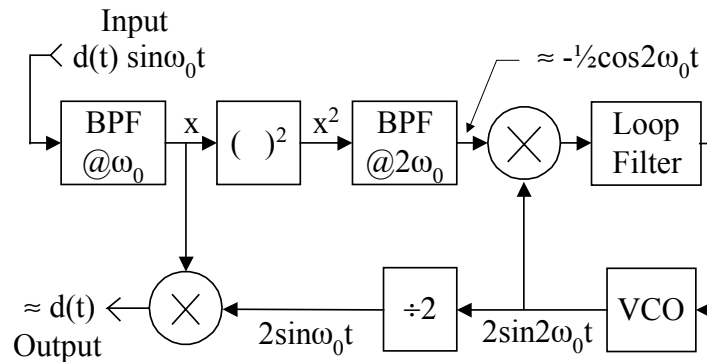 Input
d(t) sinω₀t
≈ -½cos2ω₀t
BPF
@ω₀
x
( )²
x²
BPF
@2ω₀
Loop
Filter
≈ d(t)
Output
2sinω₀t
÷2
2sin2ω₀t
VCO